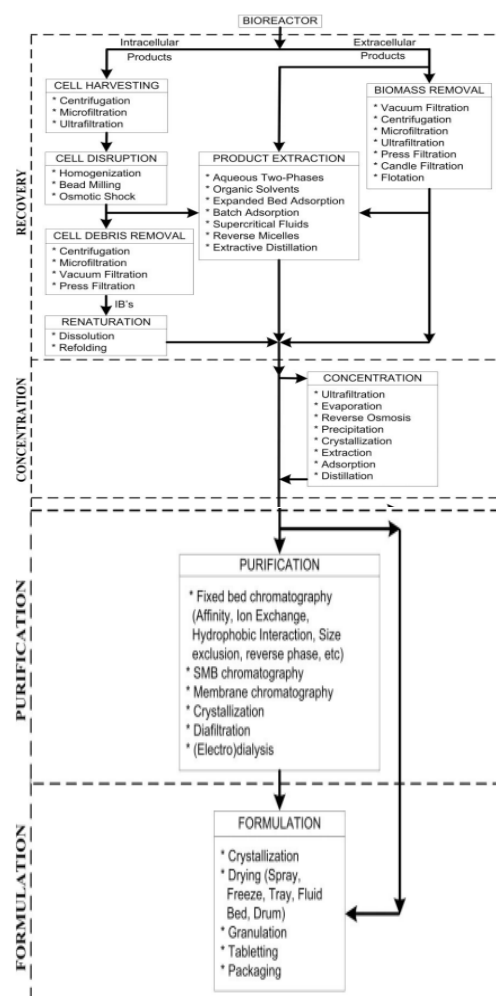 BIOREACTOR
Intracellular
Products
Extracellular
Products
CELL HARVESTING
* Centrifugation
* Microfiltration
* Ultrafiltration
BIOMASS REMOVAL
* Vacuum Filtration
* Centrifugation
* Microfiltration
* Ultrafiltration
* Press Filtration
* Candle Filtration
* Flotation
CELL DISRUPTION
* Homogenization
* Bead Milling
* Osmotic Shock
PRODUCT EXTRACTION
* Aqueous Two-Phases
* Organic Solvents
* Expanded Bed Adsorption
* Batch Adsorption
* Supercritical Fluids
* Reverse Micelles
* Extractive Distillation
CELL DEBRIS REMOVAL
* Centrifugation
* Microfiltration
* Vacuum Filtration
* Press Filtration
IB's
RENATURATION
* Dissolution
* Refolding
RECOVERY
CONCENTRATION
* Ultrafiltration
* Evaporation
* Reverse Osmosis
* Precipitation
* Crystallization
* Extraction
* Adsorption
* Distillation
CONCENTRATION
PURIFICATION
* Fixed bed chromatography
(Affinity, Ion Exchange,
Hydrophobic Interaction, Size
exclusion, reverse phase, etc)
* SMB chromatography
* Membrane chromatography
* Crystallization
* Diafiltration
* (Electro)dialysis
PURIFICATION
FORMULATION
* Crystallization
* Drying (Spray,
Freeze, Tray, Fluid
Bed, Drum)
* Granulation
* Tabletting
* Packaging
FORMULATION